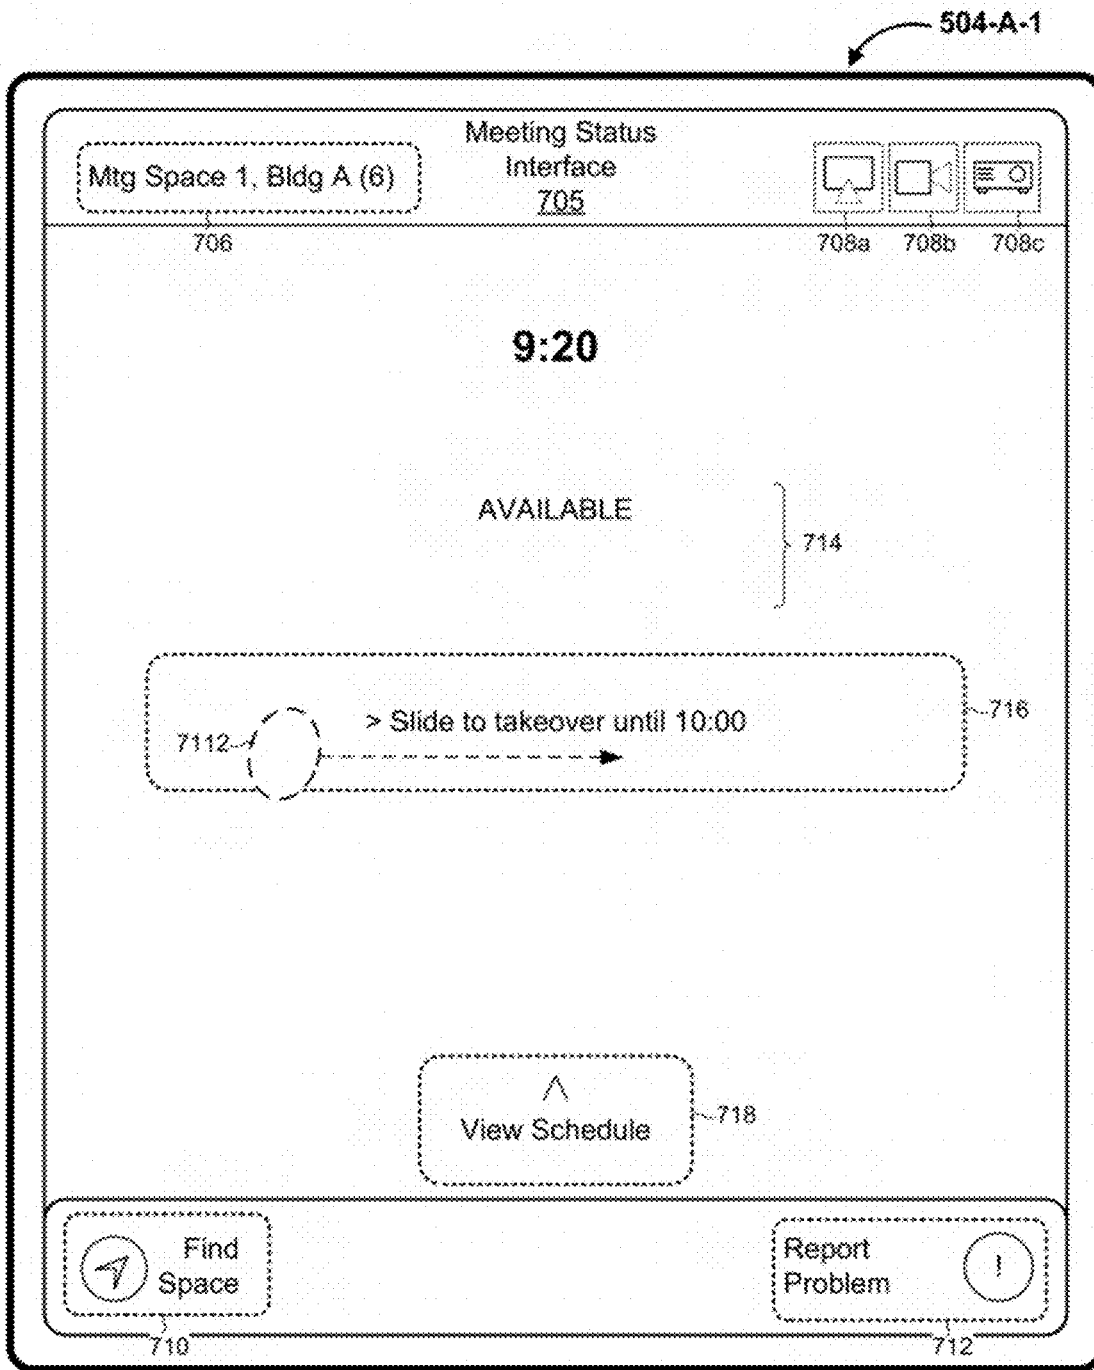 504-A-1
Meeting Status
Interface
705
Mtg Space 1, Bldg A (6)
706
708a 708b 708c
9:20
AVAILABLE
714
> Slide to takeover until 10:00
716
7112
View Schedule
718
Find
Space
710
Report
Problem
!
712